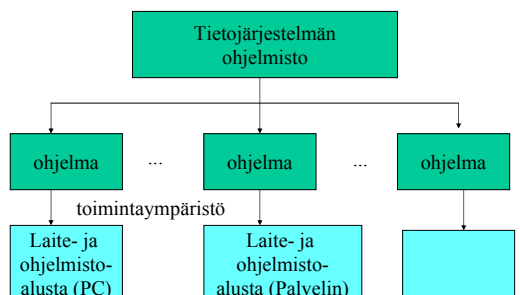 Tietojärjestelmän
ohjelmisto
ohjelma ... ohjelma ... ohjelma
toimintaympäristö
Laite- ja
ohjelmisto-
alusta (PC)
Laite- ja
ohjelmisto-
alusta (Palvelin)